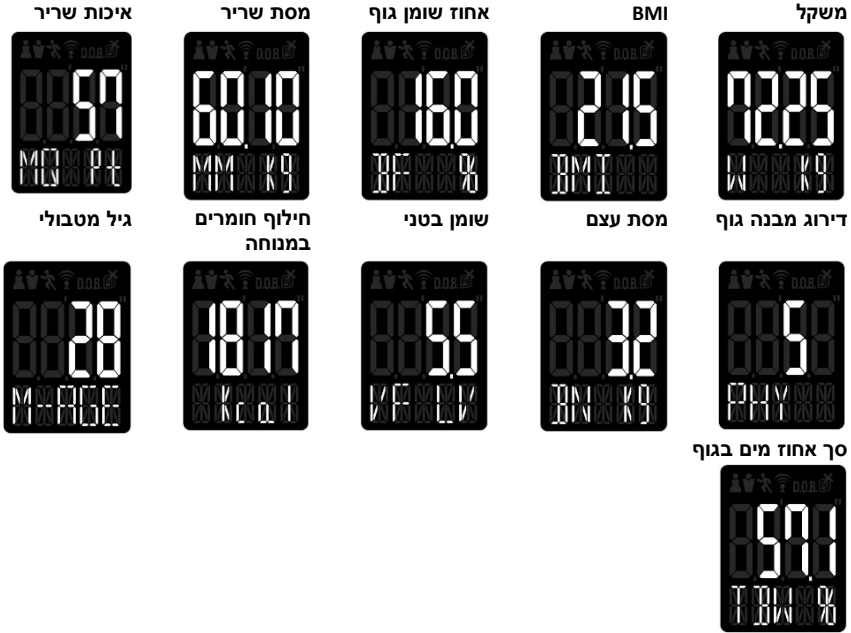 משקל BMI אחוז שומן גוף מסת שריר איכות שריר
D.O.B. D.O.B. D.O.B. D.O.B. D.O.B.
72.25 21.5 16.0 60.10 57
W Kg BMI BF % MM Kg MQ Pt
דירוג מבנה גוף מסת עצם שומן בטני חילוף חומרים גיל מטבולי
במנוחה
D.O.B. D.O.B. D.O.B. D.O.B. D.O.B.
5 3.2 5.5 1817 28
PHY BN Kg VF LV Kcal M-AGE
סך אחוז מים בגוף
D.O.B.
57.1
TBW %